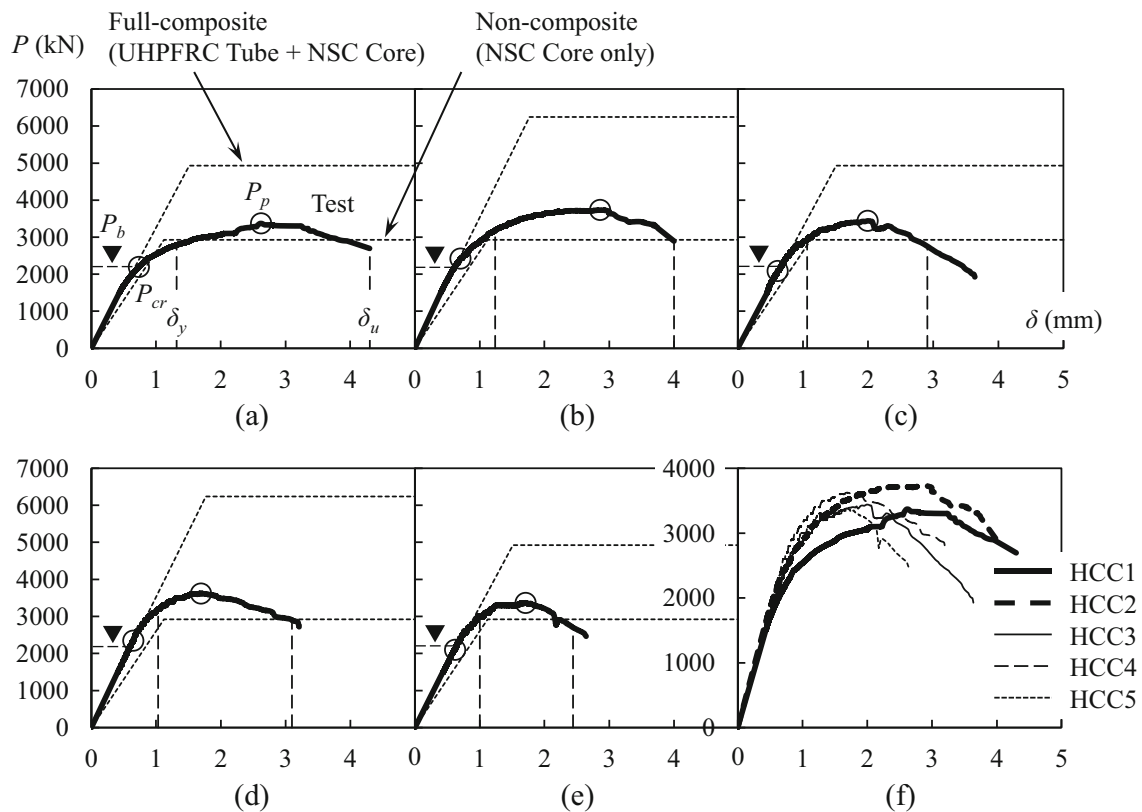 Full-composite
(UHPFRC Tube + NSC Core)
Non-composite
(NSC Core only)
P (kN)
7000
6000
5000
4000
3000
2000
1000
0
P_p
Test
P_b
P_cr
δ_y
δ_u
δ (mm)
0 1 2 3 4
0 1 2 3 4
0 1 2 3 4 5
(a)
(b)
(c)
7000
6000
5000
4000
3000
2000
1000
0
4000
3000
2000
1000
0
HCC1
HCC2
HCC3
HCC4
HCC5
0 1 2 3 4
0 1 2 3 4
0 1 2 3 4 5
(d)
(e)
(f)